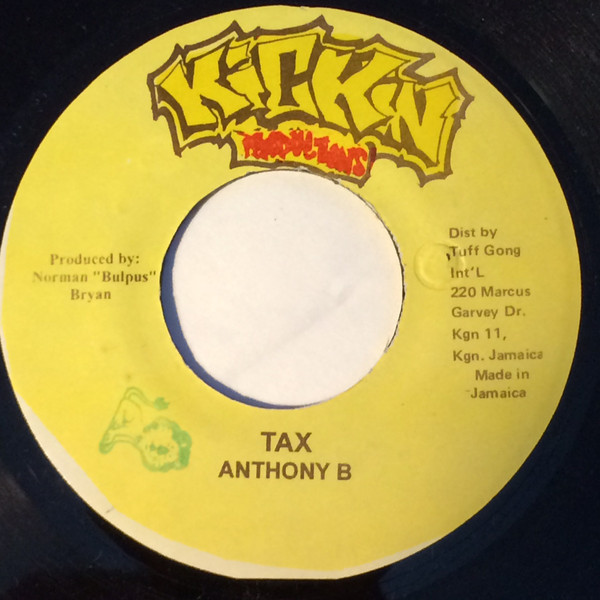 KICKIN
PRODUCTIONS
Produced by:
Norman "Bulpus"
Bryan
Dist by
Tuff Gong
Int'L
220 Marcus
Garvey Dr.
Kgn 11,
Kgn. Jamaica
Made in
Jamaica
TAX
ANTHONY B